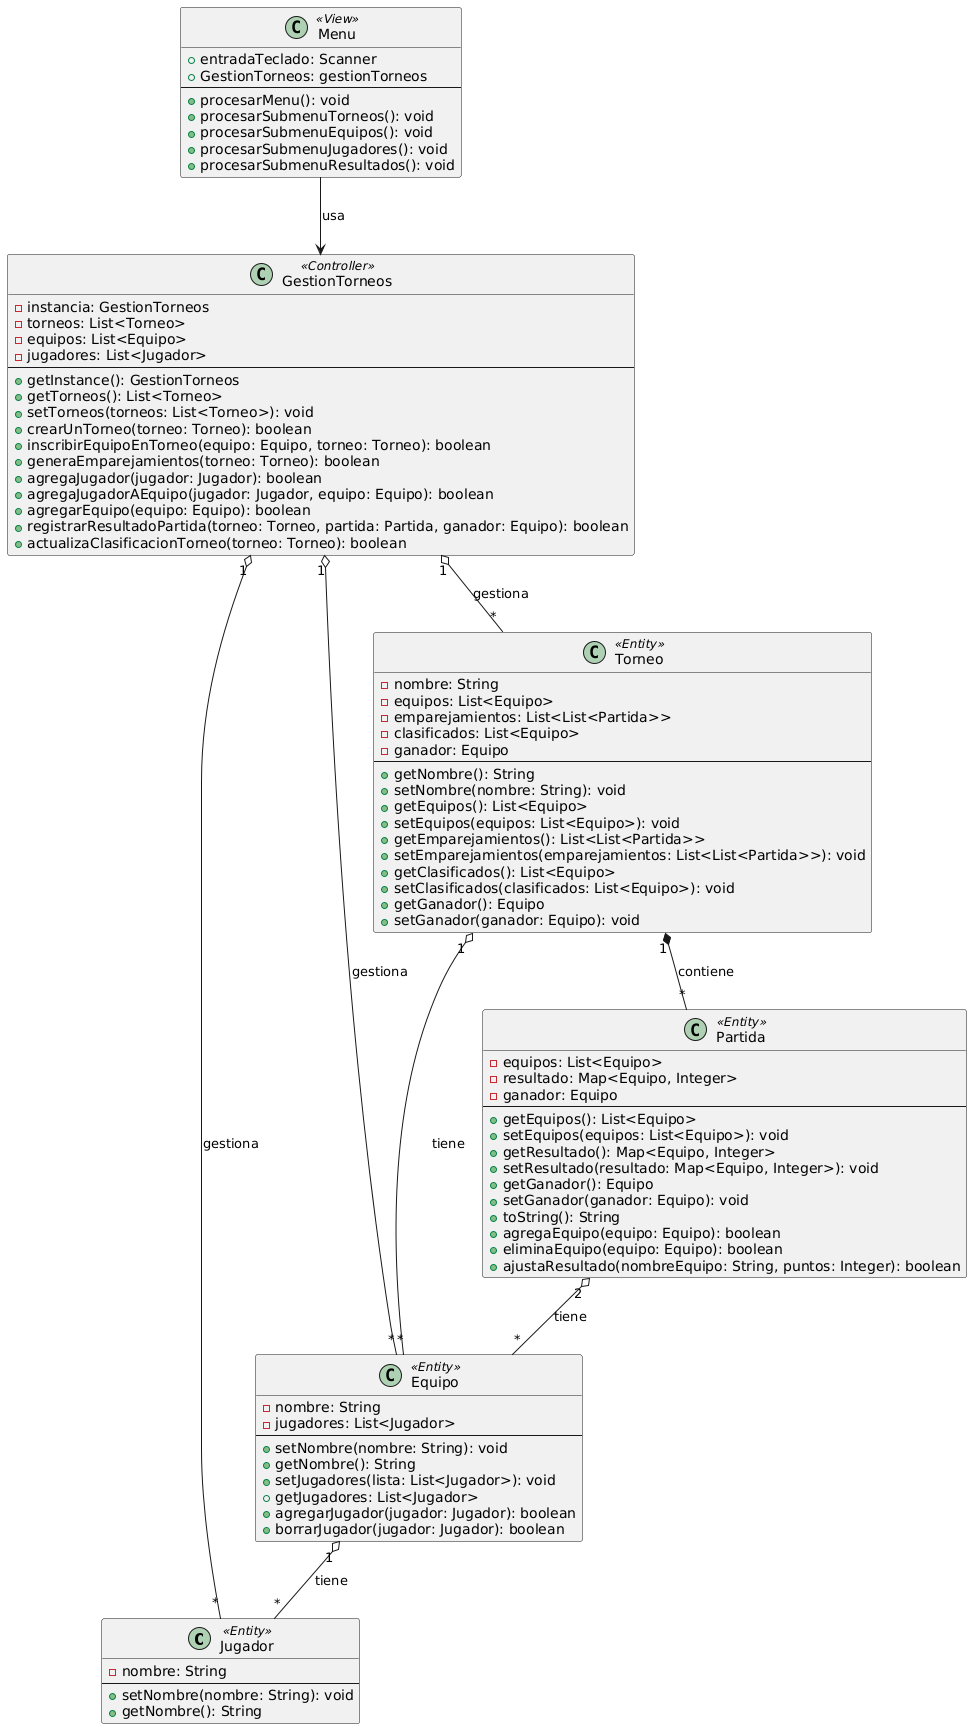 «View»
Menu
entradaTeclado: Scanner
GestionTorneos: gestionTorneos
procesarMenu(): void
procesarSubmenuTorneos(): void
procesarSubmenuEquipos(): void
procesarSubmenuJugadores(): void
procesarSubmenuResultados(): void
usa
«Controller»
GestionTorneos
instancia: GestionTorneos
torneos: List<Torneo>
equipos: List<Equipo>
jugadores: List<Jugador>
getInstance(): GestionTorneos
getTorneos(): List<Torneo>
setTorneos(torneos: List<Torneo>): void
crearUnTorneo(torneo: Torneo): boolean
inscribirEquipoEnTorneo(equipo: Equipo, torneo: Torneo): boolean
generaEmparejamientos(torneo: Torneo): boolean
agregaJugador(jugador: Jugador): boolean
agregaJugadorAEquipo(jugador: Jugador, equipo: Equipo): boolean
agregarEquipo(equipo: Equipo): boolean
registrarResultadoPartida(torneo: Torneo, partida: Partida, ganador: Equipo): boolean
actualizaClasificacionTorneo(torneo: Torneo): boolean
1 1 1
gestiona
*
«Entity»
Torneo
nombre: String
equipos: List<Equipo>
emparejamientos: List<List<Partida>>
clasificados: List<Equipo>
ganador: Equipo
getNombre(): String
setNombre(nombre: String): void
getEquipos(): List<Equipo>
setEquipos(equipos: List<Equipo>): void
getEmparejamientos(): List<List<Partida>>
setEmparejamientos(emparejamientos: List<List<Partida>>): void
getClasificados(): List<Equipo>
setClasificados(clasificados: List<Equipo>): void
getGanador(): Equipo
setGanador(ganador: Equipo): void
1 1
gestiona contiene
*
«Entity»
Partida
equipos: List<Equipo>
resultado: Map<Equipo, Integer>
ganador: Equipo
getEquipos(): List<Equipo>
setEquipos(equipos: List<Equipo>): void
getResultado(): Map<Equipo, Integer>
setResultado(resultado: Map<Equipo, Integer>): void
getGanador(): Equipo
setGanador(ganador: Equipo): void
toString(): String
agregaEquipo(equipo: Equipo): boolean
eliminaEquipo(equipo: Equipo): boolean
ajustaResultado(nombreEquipo: String, puntos: Integer): boolean
gestiona tiene
2
tiene
* * *
«Entity»
Equipo
nombre: String
jugadores: List<Jugador>
setNombre(nombre: String): void
getNombre(): String
setJugadores(lista: List<Jugador>): void
getJugadores: List<Jugador>
agregarJugador(jugador: Jugador): boolean
borrarJugador(jugador: Jugador): boolean
1
tiene
* *
«Entity»
Jugador
nombre: String
setNombre(nombre: String): void
getNombre(): String